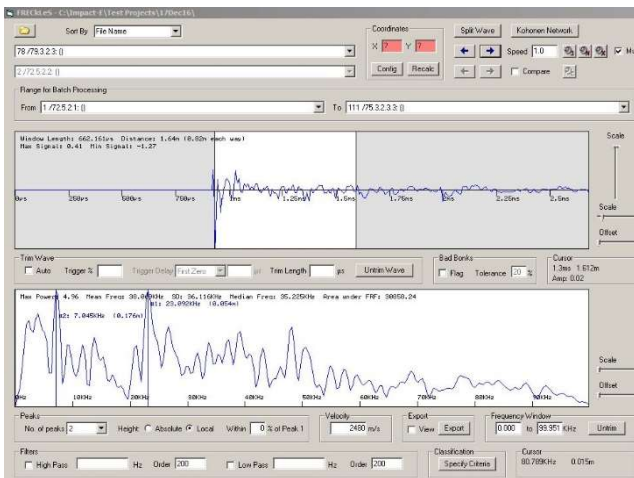 FRECkLeS - C:\Impact-E\Test Projects\17Dec16\
Sort By File Name
Coordinates
X ? Y ?
Config Recalc
Split Wave Kohonen Network
Speed 1.0
Compare
78 /79.3.2.3: ()
2 /72.5.2.2: ()
Range for Batch Processing
From 1 /72.5.2.1: () To 111 /75.3.2.3.3: ()
Window Length: 662.161us Distance: 1.64m (0.82m each way)
Max Signal: 0.41 Min Signal: -1.27
0us 250us 500us 750us 1ms 1.25ms 1.5ms 1.75ms 2ms 2.25ms 2.5ms
Scale
Scale
Offset
Trim Wave
Auto Trigger % Trigger Delay First Zero µs Trim Length µs Untrim Wave
Bad Bonks
Flag Tolerance 20 %
Cursor
1.3ms 1.612m
Amp: 0.02
Max Power: 4.96 Mean Freq: 38.069KHz SD: 36.116KHz Median Freq: 35.225KHz Area under FRF: 30858.24
#1: 23.092KHz (0.054m)
#2: 7.045KHz (0.176m)
0Hz 10KHz 20KHz 30KHz 40KHz 50KHz 60KHz 70KHz 80KHz 90KHz
Scale
Offset
Peaks
No. of peaks 2 Height: Absolute Local Within 0 % of Peak 1
Velocity
2480 m/s
Export
View Export
Frequency Window
0.000 to 99.951 KHz Untrim
Filters
High Pass Hz Order 200 Low Pass Hz Order 200
Classification
Specify Criteria
Cursor
80.789KHz 0.015m